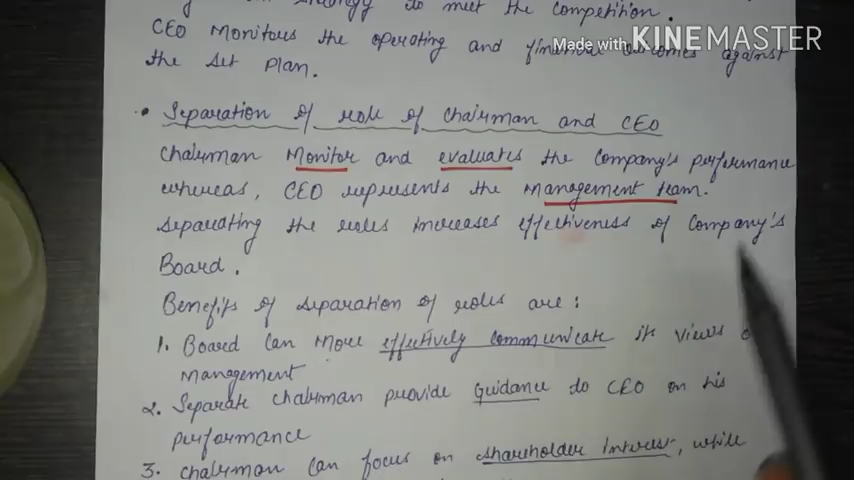 strategy to meet the competition.
CEO Monitors the operating and financial outcomes against
the set Plan.
Made with KINEMASTER
• Separation of role of Chairman and CEO
Chairman Monitor and evaluates the Company's performance
whereas, CEO represents the Management team.
Separating the roles increases effectiveness of Company's
Board.
Benefits of separation of roles are:
1. Board can More effectively communicate its views
Management
2. Separate Chairman provide Guidance to CEO on his
performance
3. Chairman can focus on shareholder interest, while